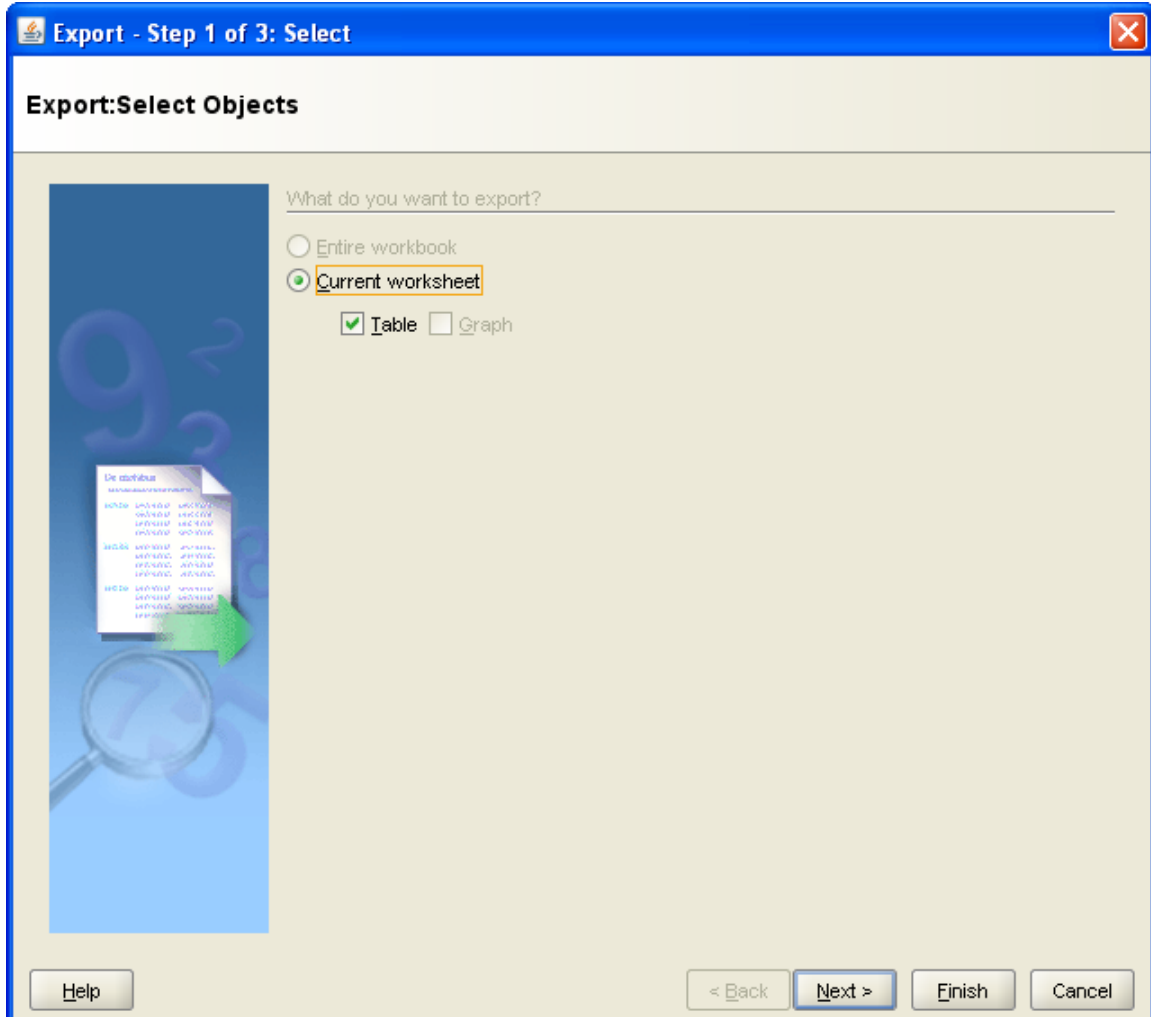 Export - Step 1 of 3: Select
Export:Select Objects
What do you want to export?
Entire workbook
Current worksheet
Table Graph
Help < Back Next > Finish Cancel